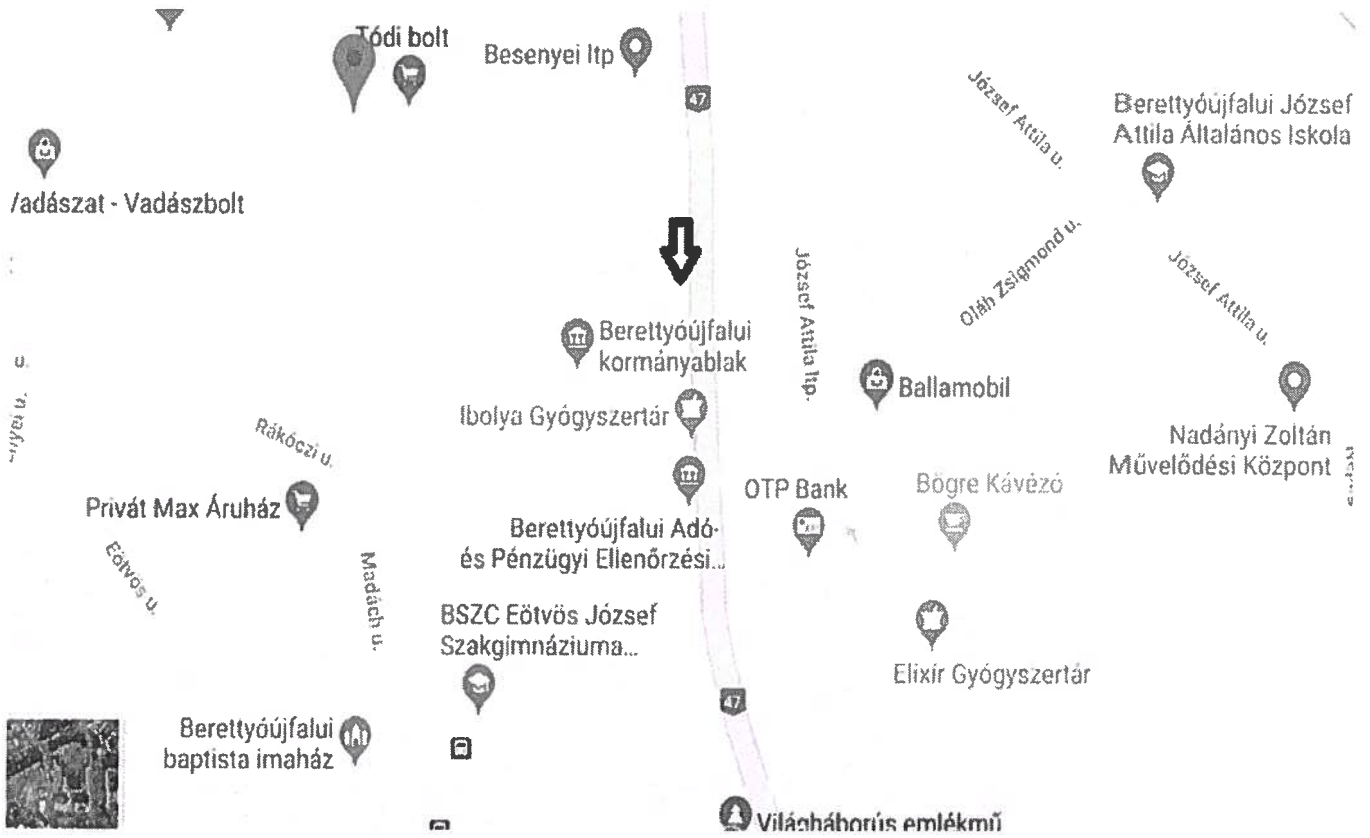 Tódi bolt
Besenyei ltp
47
József Attila u.
Berettyóújfalui József
Attila Általános Iskola
/adászat - Vadászbolt
József Attila ltp.
Oláh Zsigmond u.
József Attila u.
Berettyóújfalui
kormányablak
u.
Ballamobil
Ibolya Gyógyszertár
Rákóczi u.
Nadányi Zoltán
Művelődési Központ
Privát Max Áruház
OTP Bank
Bögre Kávézó
Berettyóújfalui Adó-
és Pénzügyi Ellenőrzési...
Eötvös u.
Madách u.
BSZC Eötvös József
Szakgimnáziuma...
Elixír Gyógyszertár
47
Berettyóújfalui
baptista imaház
Világháborús emlékmű